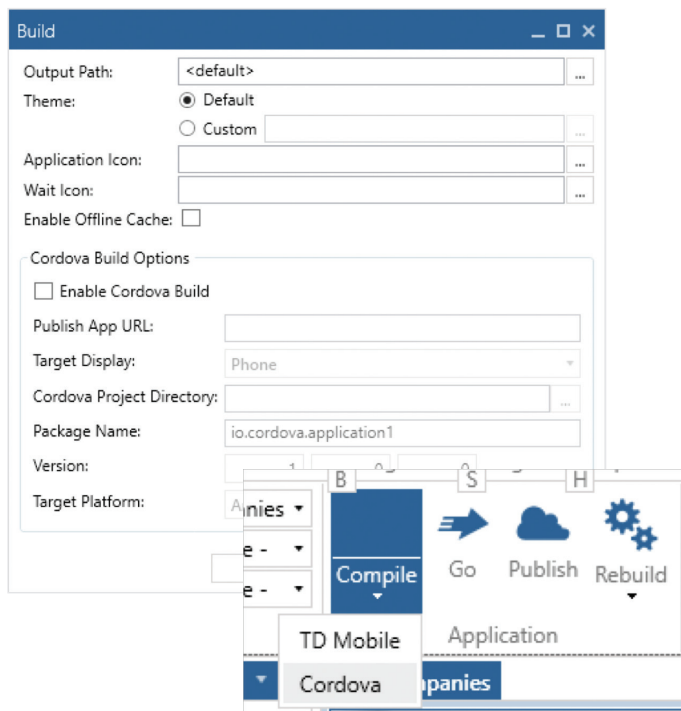 Build
Output Path: <default> ...
Theme: Default
Custom ...
Application Icon: ...
Wait Icon: ...
Enable Offline Cache:
Cordova Build Options
Enable Cordova Build
Publish App URL:
Target Display: Phone
Cordova Project Directory: ...
Package Name: io.cordova.application1
Version:
Target Platform:
B S H
Compile Go Publish Rebuild
TD Mobile Application
Cordova